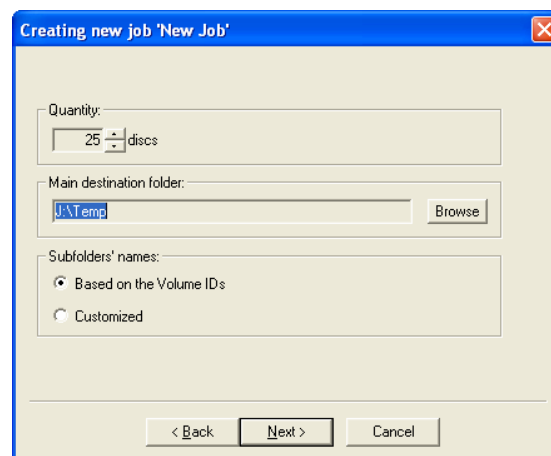 Creating new job 'New Job'
Quantity:
25 discs
Main destination folder:
J:\Temp Browse
Subfolders' names:
Based on the Volume IDs
Customized
< Back Next > Cancel